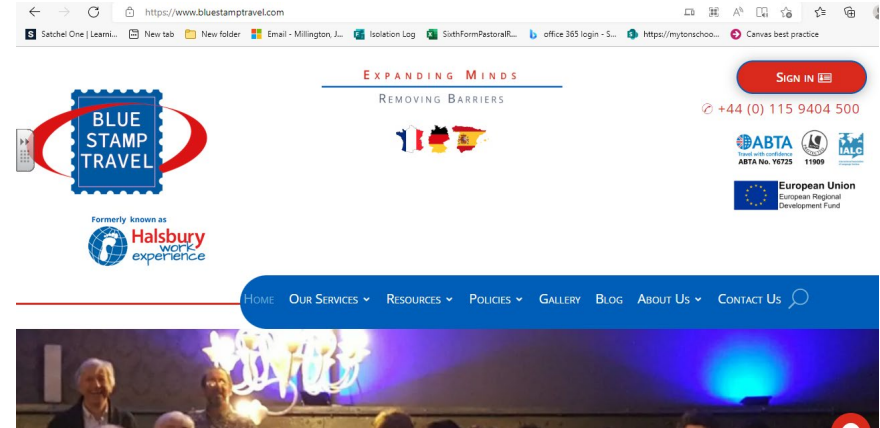 https://www.bluestamptravel.com
Satchel One | Learni... New tab New folder Email - Millington, J... Isolation Log SixthFormPastoralR... office 365 login - S... https://mytonschoo... Canvas best practice
EXPANDING MINDS
REMOVING BARRIERS
SIGN IN
+44 (0) 115 9404 500
BLUE
STAMP
TRAVEL
ABTA
Travel with confidence
ABTA No. Y6725
11909
IALC
European Union
European Regional
Development Fund
Formerly known as
Halsbury
work
experience
HOME OUR SERVICES RESOURCES POLICIES GALLERY BLOG ABOUT US CONTACT US